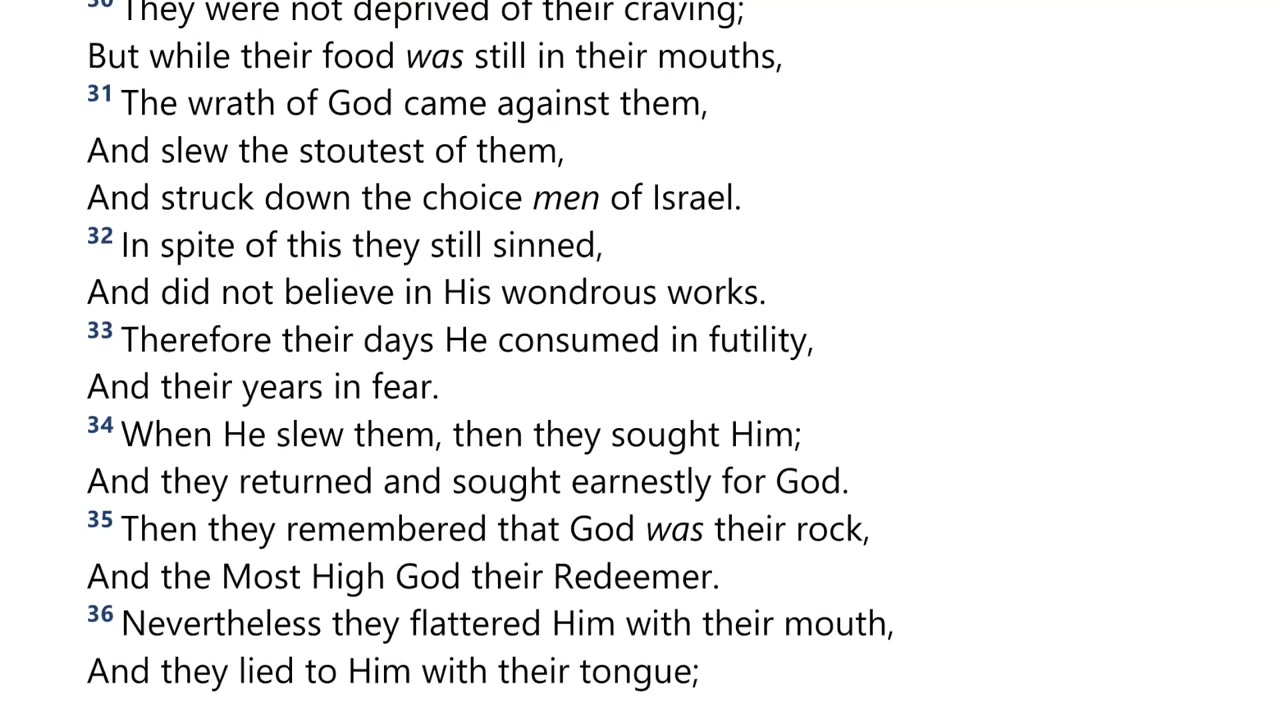 30 They were not deprived of their craving;
But while their food was still in their mouths,
31 The wrath of God came against them,
And slew the stoutest of them,
And struck down the choice men of Israel.
32 In spite of this they still sinned,
And did not believe in His wondrous works.
33 Therefore their days He consumed in futility,
And their years in fear.
34 When He slew them, then they sought Him;
And they returned and sought earnestly for God.
35 Then they remembered that God was their rock,
And the Most High God their Redeemer.
36 Nevertheless they flattered Him with their mouth,
And they lied to Him with their tongue;